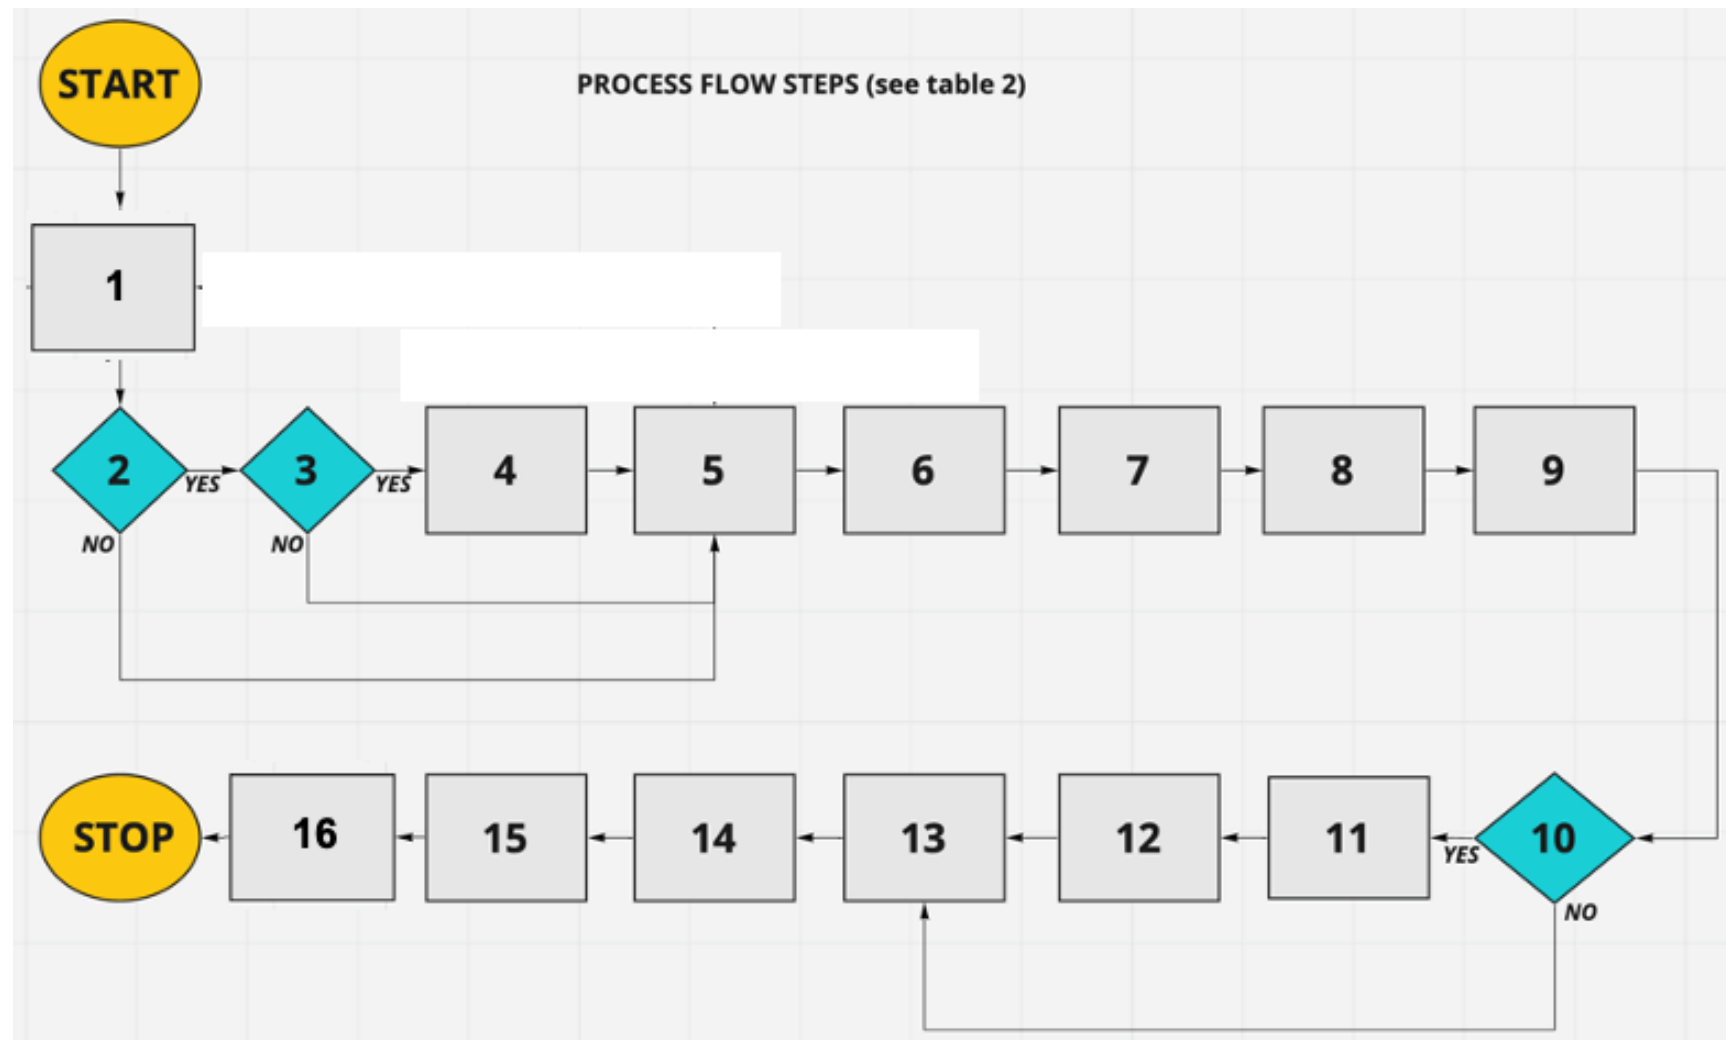 START
PROCESS FLOW STEPS (see table 2)
1
2
YES
3
YES
4
5
6
7
8
9
NO
NO
STOP
16
15
14
13
12
11
YES
10
NO